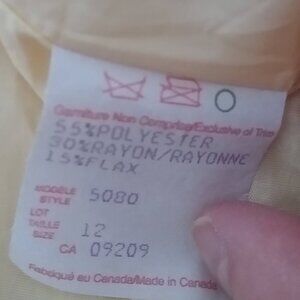 Garniture Non Comprise/Exclusive of Trim
55%POLYESTER
30%RAYON/RAYONNE
15%FLAX
MODÈLE
STYLE 5080
LOT
TAILLE
SIZE 12
CA 09209
Fabriqué au Canada/Made in Canada